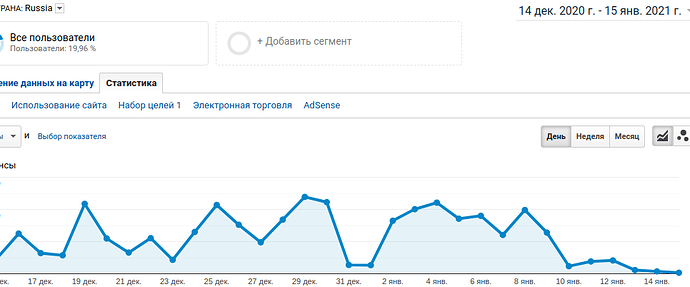 РАНА: Russia
14 дек. 2020 г. - 15 янв. 2021 г.
Все пользователи
Пользователи: 19,96 %
+ Добавить сегмент
ение данных на карту
Статистика
Использование сайта
Набор целей 1
Электронная торговля
AdSense
ы
и
Выбор показателя
День
Неделя
Месяц
нсы
ек.
17 дек.
19 дек.
21 дек.
23 дек.
25 дек.
27 дек.
29 дек.
31 дек.
2 янв.
4 янв.
6 янв.
8 янв.
10 янв.
12 янв.
14 янв.